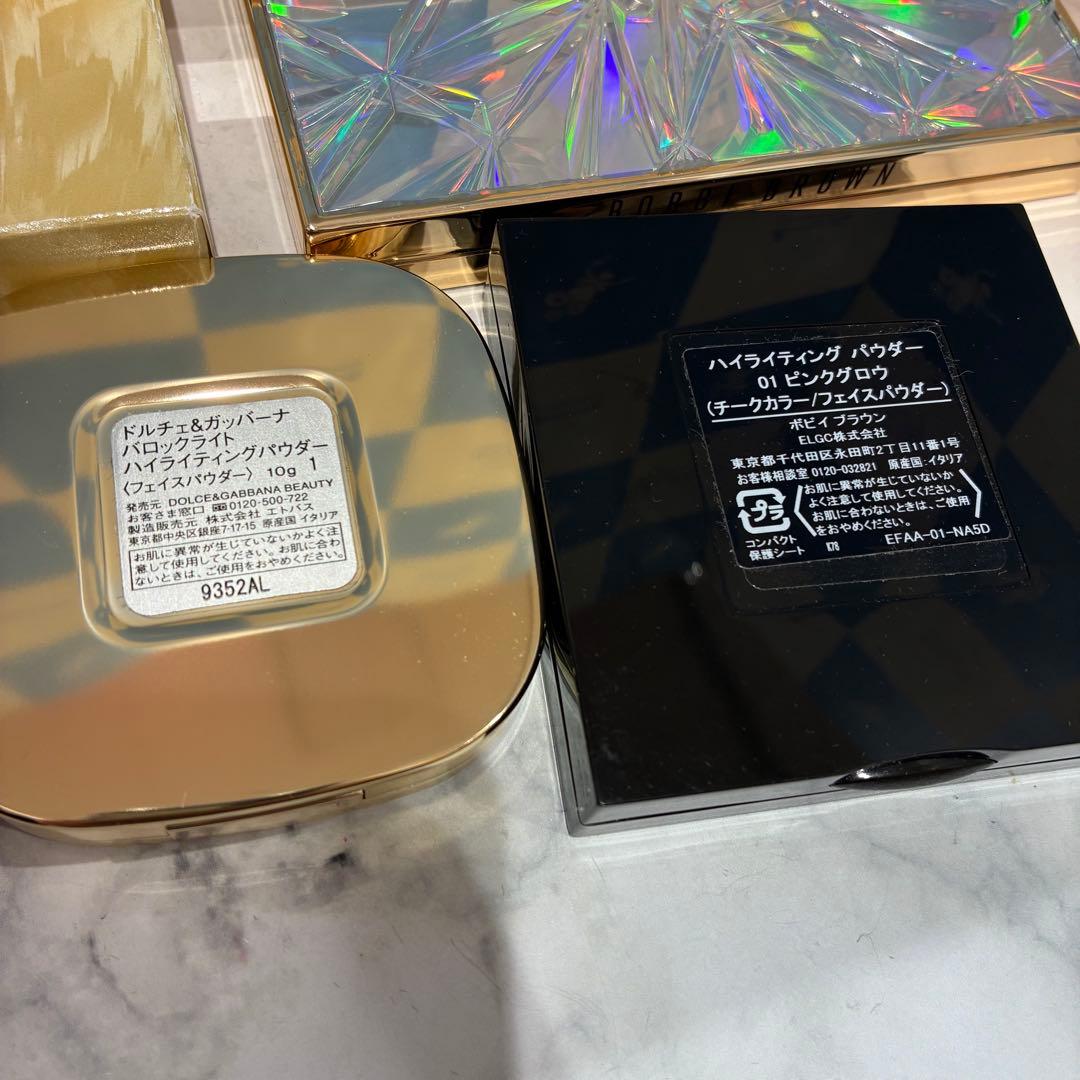 BOBBI BROWN
ドルチェ&ガッバーナ
バロックライト
ハイライティングパウダー
〈フェイスパウダー〉 10g 1
発売元 DOLCE&GABBANA BEAUTY
お客さま窓口 0120-500-722
製造販売元 株式会社 エトバス
東京都中央区銀座7-17-15 原産国 イタリア
お肌に異常が生じていないかよく注
意して使用してください。お肌に合わ
ないときは、ご使用をおやめください。
9352AL
ハイライティング パウダー
01 ピンクグロウ
(チークカラー/フェイスパウダー)
ボビイ ブラウン
ELGC株式会社
東京都千代田区永田町2丁目11番1号
お客様相談室 0120-032821 原産国:イタリア
お肌に異常が生じていないか
よく注意して使用してください。
お肌に合わないときは、ご使用
をおやめください。
プラ
コンパクト
保護シート
K78
EFAA-01-NA5D